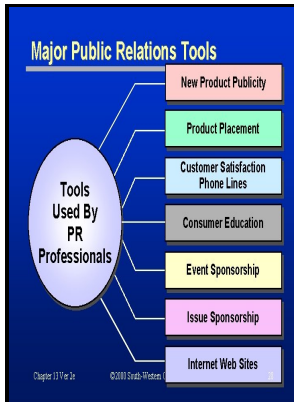 Major Public Relations Tools
Tools
Used By
PR
Professionals
New Product Publicity
Product Placement
Customer Satisfaction
Phone Lines
Consumer Education
Event Sponsorship
Issue Sponsorship
Internet Web Sites
Chapter 13 Ver 2e
©2000 South-Western C